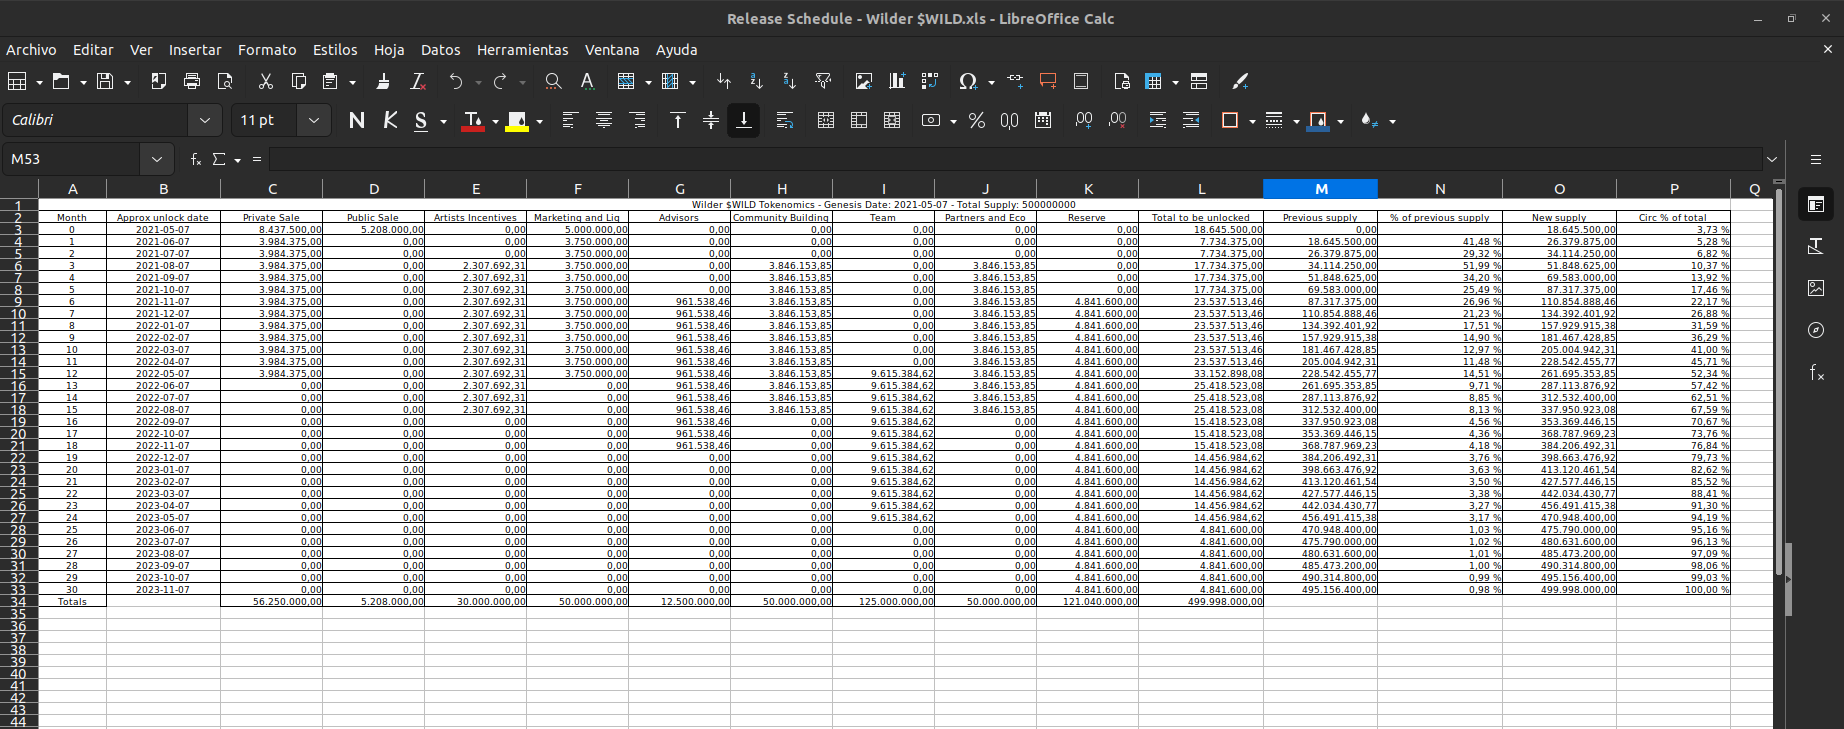 Release Schedule - Wilder $WILD.xls - LibreOffice Calc
Archivo Editar Ver Insertar Formato Estilos Hoja Datos Herramientas Ventana Ayuda
Calibri 11 pt N K S
M53 fx Σ =
A B C D E F G H I J K L M N O P Q
1 Wilder $WILD Tokenomics - Genesis Date: 2021-05-07 - Total Supply: 500000000
2 Month Approx unlock date Private Sale Public Sale Artists Incentives Marketing and Liq Advisors Community Building Team Partners and Eco Reserve Total to be unlocked Previous supply % of previous supply New supply Circ % of total
3 0 2021-05-07 8.437.500,00 5.208.000,00 0,00 5.000.000,00 0,00 0,00 0,00 0,00 0,00 18.645.500,00 0,00 18.645.500,00 3,73 %
4 1 2021-06-07 3.984.375,00 0,00 0,00 3.750.000,00 0,00 0,00 0,00 0,00 0,00 7.734.375,00 18.645.500,00 41,48 % 26.379.875,00 5,28 %
5 2 2021-07-07 3.984.375,00 0,00 0,00 3.750.000,00 0,00 0,00 0,00 0,00 0,00 7.734.375,00 26.379.875,00 29,32 % 34.114.250,00 6,82 %
6 3 2021-08-07 3.984.375,00 0,00 2.307.692,31 3.750.000,00 0,00 3.846.153,85 0,00 3.846.153,85 0,00 17.734.375,00 34.114.250,00 51,99 % 51.848.625,00 10,37 %
7 4 2021-09-07 3.984.375,00 0,00 2.307.692,31 3.750.000,00 0,00 3.846.153,85 0,00 3.846.153,85 0,00 17.734.375,00 51.848.625,00 34,20 % 69.583.000,00 13,92 %
8 5 2021-10-07 3.984.375,00 0,00 2.307.692,31 3.750.000,00 0,00 3.846.153,85 0,00 3.846.153,85 0,00 17.734.375,00 69.583.000,00 25,49 % 87.317.375,00 17,46 %
9 6 2021-11-07 3.984.375,00 0,00 2.307.692,31 3.750.000,00 961.538,46 3.846.153,85 0,00 3.846.153,85 4.841.600,00 23.537.513,46 87.317.375,00 26,96 % 110.854.888,46 22,17 %
10 7 2021-12-07 3.984.375,00 0,00 2.307.692,31 3.750.000,00 961.538,46 3.846.153,85 0,00 3.846.153,85 4.841.600,00 23.537.513,46 110.854.888,46 21,23 % 134.392.401,92 26,88 %
11 8 2022-01-07 3.984.375,00 0,00 2.307.692,31 3.750.000,00 961.538,46 3.846.153,85 0,00 3.846.153,85 4.841.600,00 23.537.513,46 134.392.401,92 17,51 % 157.929.915,38 31,59 %
12 9 2022-02-07 3.984.375,00 0,00 2.307.692,31 3.750.000,00 961.538,46 3.846.153,85 0,00 3.846.153,85 4.841.600,00 23.537.513,46 157.929.915,38 14,90 % 181.467.428,85 36,29 %
13 10 2022-03-07 3.984.375,00 0,00 2.307.692,31 3.750.000,00 961.538,46 3.846.153,85 0,00 3.846.153,85 4.841.600,00 23.537.513,46 181.467.428,85 12,97 % 205.004.942,31 41,00 %
14 11 2022-04-07 3.984.375,00 0,00 2.307.692,31 3.750.000,00 961.538,46 3.846.153,85 0,00 3.846.153,85 4.841.600,00 23.537.513,46 205.004.942,31 11,48 % 228.542.455,77 45,71 %
15 12 2022-05-07 3.984.375,00 0,00 2.307.692,31 3.750.000,00 961.538,46 3.846.153,85 9.615.384,62 3.846.153,85 4.841.600,00 33.152.898,08 228.542.455,77 14,51 % 261.695.353,85 52,34 %
16 13 2022-06-07 0,00 0,00 2.307.692,31 0,00 961.538,46 3.846.153,85 9.615.384,62 3.846.153,85 4.841.600,00 25.418.523,08 261.695.353,85 9,71 % 287.113.876,92 57,42 %
17 14 2022-07-07 0,00 0,00 2.307.692,31 0,00 961.538,46 3.846.153,85 9.615.384,62 3.846.153,85 4.841.600,00 25.418.523,08 287.113.876,92 8,85 % 312.532.400,00 62,51 %
18 15 2022-08-07 0,00 0,00 2.307.692,31 0,00 961.538,46 3.846.153,85 9.615.384,62 3.846.153,85 4.841.600,00 25.418.523,08 312.532.400,00 8,13 % 337.950.923,08 67,59 %
19 16 2022-09-07 0,00 0,00 0,00 0,00 961.538,46 0,00 9.615.384,62 0,00 4.841.600,00 15.418.523,08 337.950.923,08 4,56 % 353.369.446,15 70,67 %
20 17 2022-10-07 0,00 0,00 0,00 0,00 961.538,46 0,00 9.615.384,62 0,00 4.841.600,00 15.418.523,08 353.369.446,15 4,36 % 368.787.969,23 73,76 %
21 18 2022-11-07 0,00 0,00 0,00 0,00 961.538,46 0,00 9.615.384,62 0,00 4.841.600,00 15.418.523,08 368.787.969,23 4,18 % 384.206.492,31 76,84 %
22 19 2022-12-07 0,00 0,00 0,00 0,00 0,00 0,00 9.615.384,62 0,00 4.841.600,00 14.456.984,62 384.206.492,31 3,76 % 398.663.476,92 79,73 %
23 20 2023-01-07 0,00 0,00 0,00 0,00 0,00 0,00 9.615.384,62 0,00 4.841.600,00 14.456.984,62 398.663.476,92 3,63 % 413.120.461,54 82,62 %
24 21 2023-02-07 0,00 0,00 0,00 0,00 0,00 0,00 9.615.384,62 0,00 4.841.600,00 14.456.984,62 413.120.461,54 3,50 % 427.577.446,15 85,52 %
25 22 2023-03-07 0,00 0,00 0,00 0,00 0,00 0,00 9.615.384,62 0,00 4.841.600,00 14.456.984,62 427.577.446,15 3,38 % 442.034.430,77 88,41 %
26 23 2023-04-07 0,00 0,00 0,00 0,00 0,00 0,00 9.615.384,62 0,00 4.841.600,00 14.456.984,62 442.034.430,77 3,27 % 456.491.415,38 91,30 %
27 24 2023-05-07 0,00 0,00 0,00 0,00 0,00 0,00 9.615.384,62 0,00 4.841.600,00 14.456.984,62 456.491.415,38 3,17 % 470.948.400,00 94,19 %
28 25 2023-06-07 0,00 0,00 0,00 0,00 0,00 0,00 0,00 0,00 4.841.600,00 4.841.600,00 470.948.400,00 1,03 % 475.790.000,00 95,16 %
29 26 2023-07-07 0,00 0,00 0,00 0,00 0,00 0,00 0,00 0,00 4.841.600,00 4.841.600,00 475.790.000,00 1,02 % 480.631.600,00 96,13 %
30 27 2023-08-07 0,00 0,00 0,00 0,00 0,00 0,00 0,00 0,00 4.841.600,00 4.841.600,00 480.631.600,00 1,01 % 485.473.200,00 97,09 %
31 28 2023-09-07 0,00 0,00 0,00 0,00 0,00 0,00 0,00 0,00 4.841.600,00 4.841.600,00 485.473.200,00 1,00 % 490.314.800,00 98,06 %
32 29 2023-10-07 0,00 0,00 0,00 0,00 0,00 0,00 0,00 0,00 4.841.600,00 4.841.600,00 490.314.800,00 0,99 % 495.156.400,00 99,03 %
33 30 2023-11-07 0,00 0,00 0,00 0,00 0,00 0,00 0,00 0,00 4.841.600,00 4.841.600,00 495.156.400,00 0,98 % 499.998.000,00 100,00 %
34 Totals 56.250.000,00 5.208.000,00 30.000.000,00 50.000.000,00 12.500.000,00 50.000.000,00 125.000.000,00 50.000.000,00 121.040.000,00 499.998.000,00
35
36
37
38
39
40
41
42
43
44